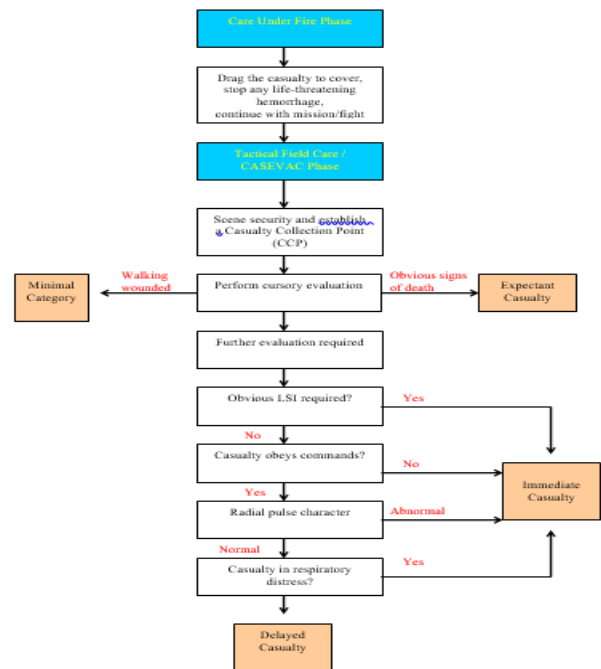 Care Under Fire Phase
Drag the casualty to cover,
stop any life-threatening
hemorrhage,
continue with mission/fight
Tactical Field Care /
CASEVAC Phase
Scene security and establish
a Casualty Collection Point
(CCP)
Minimal
Category
Walking
wounded
Perform cursory evaluation
Obvious signs
of death
Expectant
Casualty
Further evaluation required
Obvious LSI required?
Yes
No
Casualty obeys commands?
No
Immediate
Casualty
Yes
Radial pulse character
Abnormal
Normal
Casualty in respiratory
distress?
Yes
Delayed
Casualty